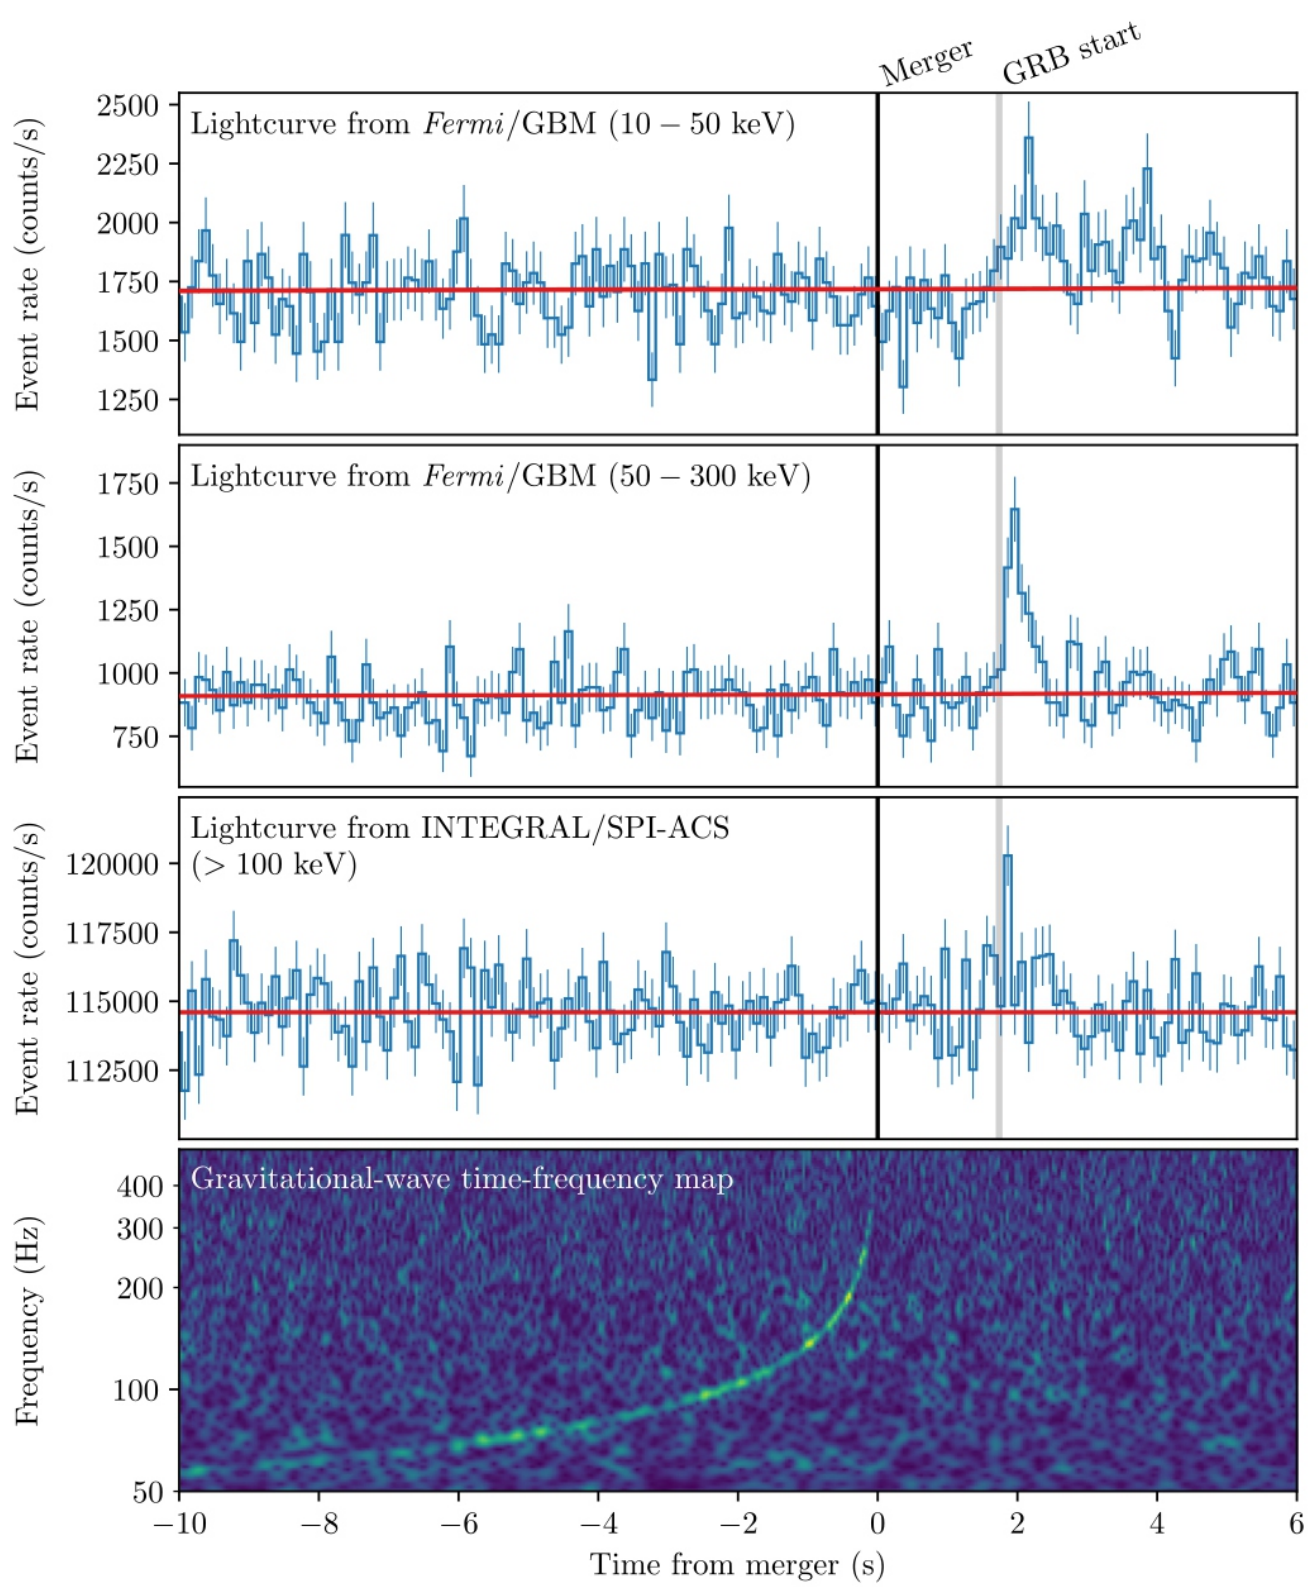 Merger
GRB start
Lightcurve from Fermi/GBM (10 – 50 keV)
Event rate (counts/s)
2500
2250
2000
1750
1500
1250
Lightcurve from Fermi/GBM (50 – 300 keV)
Event rate (counts/s)
1750
1500
1250
1000
750
Lightcurve from INTEGRAL/SPI-ACS
(> 100 keV)
Event rate (counts/s)
120000
117500
115000
112500
Gravitational-wave time-frequency map
Frequency (Hz)
400
300
200
100
50
−10 −8 −6 −4 −2 0 2 4 6
Time from merger (s)